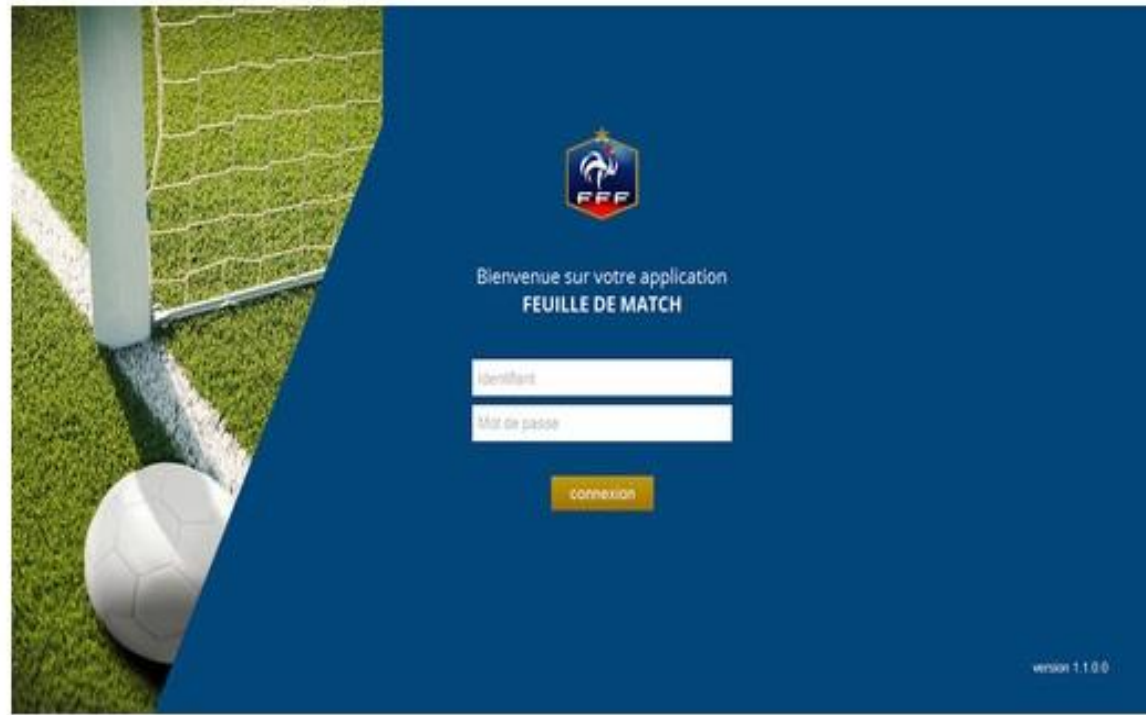 FFF
Bienvenue sur votre application
FEUILLE DE MATCH
Identifiant
Mot de passe
connexion
version 1.1.0.0